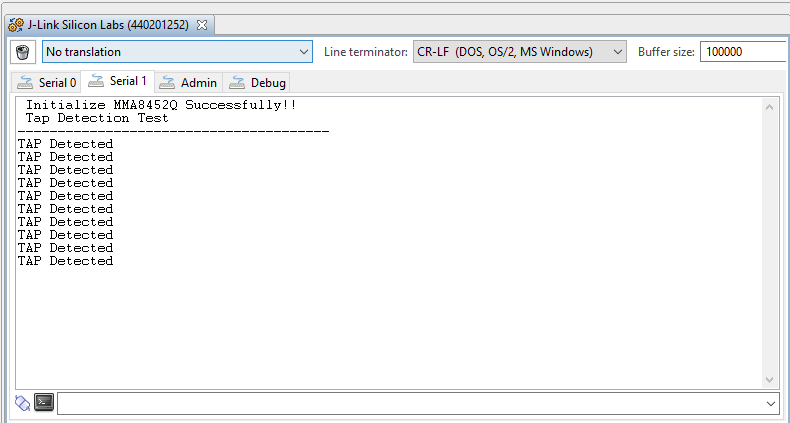 J-Link Silicon Labs (440201252)
No translation Line terminator: CR-LF (DOS, OS/2, MS Windows) Buffer size: 100000
Serial 0 Serial 1 Admin Debug
Initialize MMA8452Q Successfully!!
Tap Detection Test
---------------------------------------
TAP Detected
TAP Detected
TAP Detected
TAP Detected
TAP Detected
TAP Detected
TAP Detected
TAP Detected
TAP Detected
TAP Detected